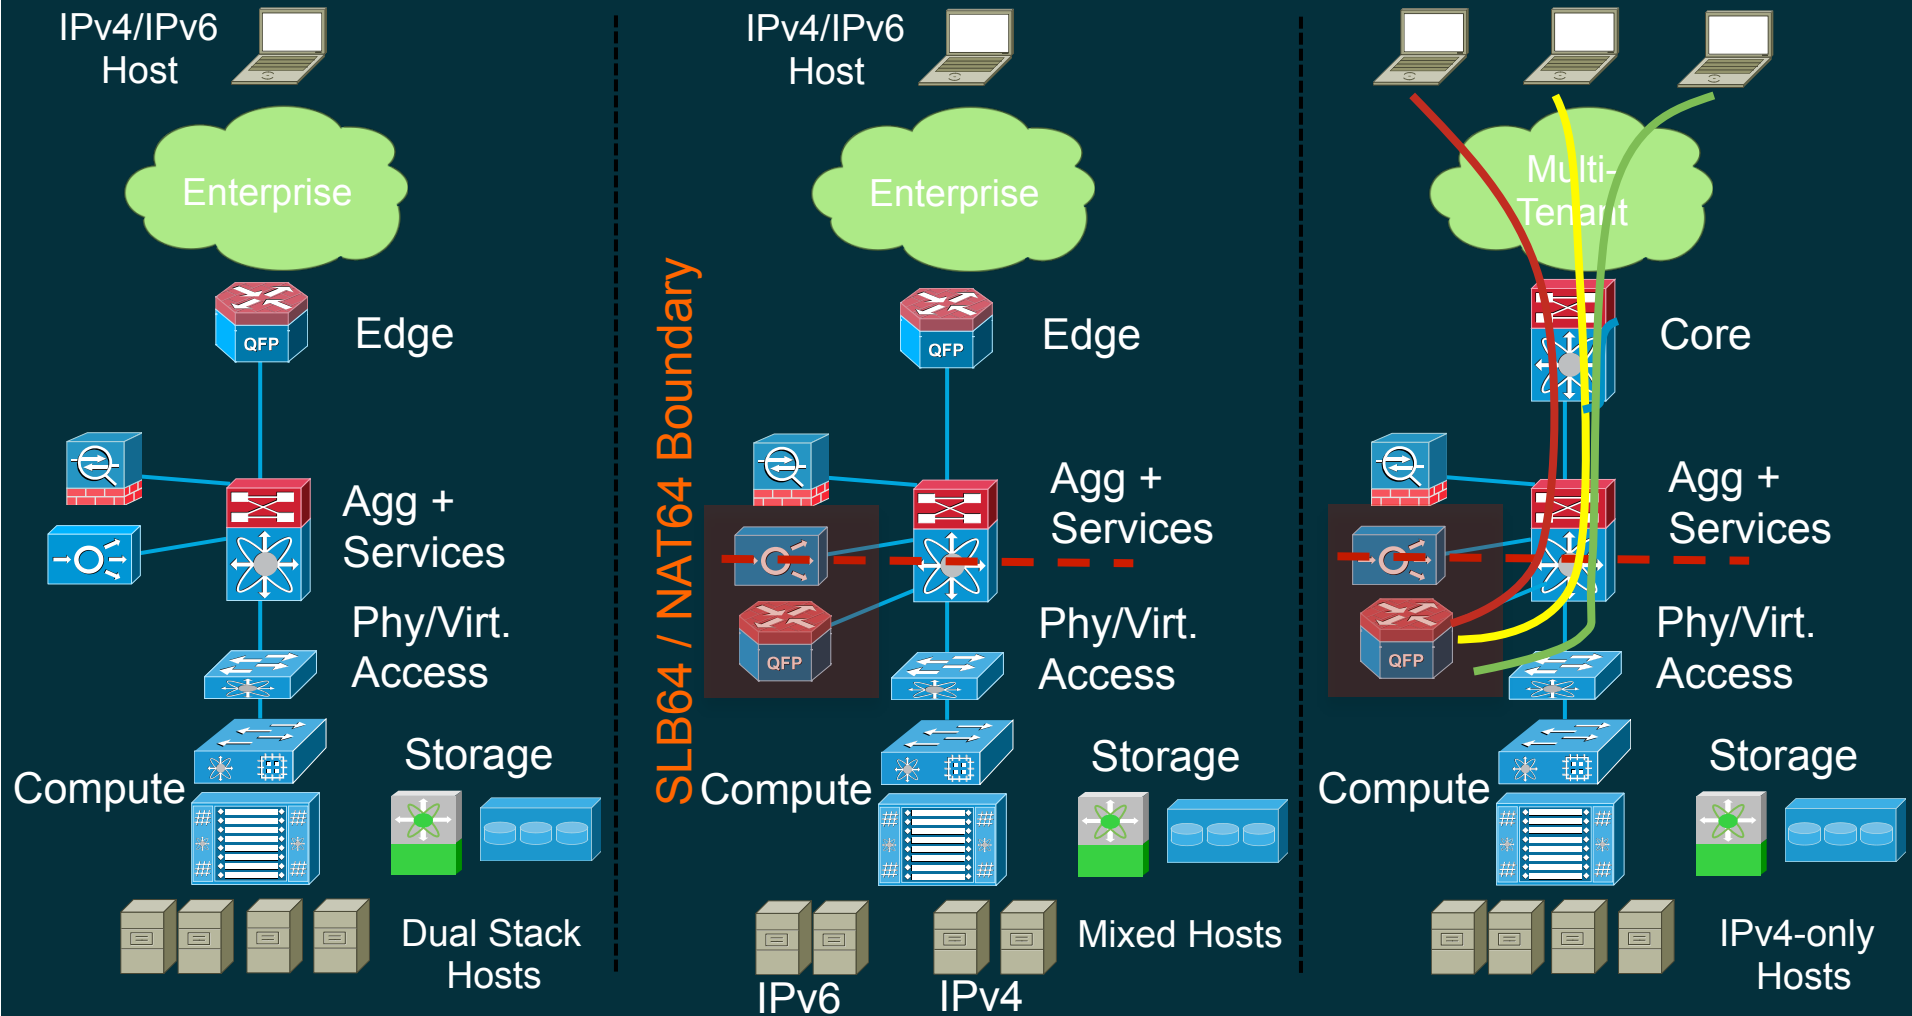 IPv4/IPv6
Host
Enterprise
QFP
Edge
Agg +
Services
Phy/Virt.
Access
Storage
Compute
Dual Stack
Hosts
SLB64 / NAT64 Boundary
IPv4/IPv6
Host
Enterprise
QFP
Edge
Agg +
Services
QFP
Phy/Virt.
Access
Storage
Compute
Mixed Hosts
IPv6
IPv4
Multi-
Tenant
Core
Agg +
Services
QFP
Phy/Virt.
Access
Storage
Compute
IPv4-only
Hosts